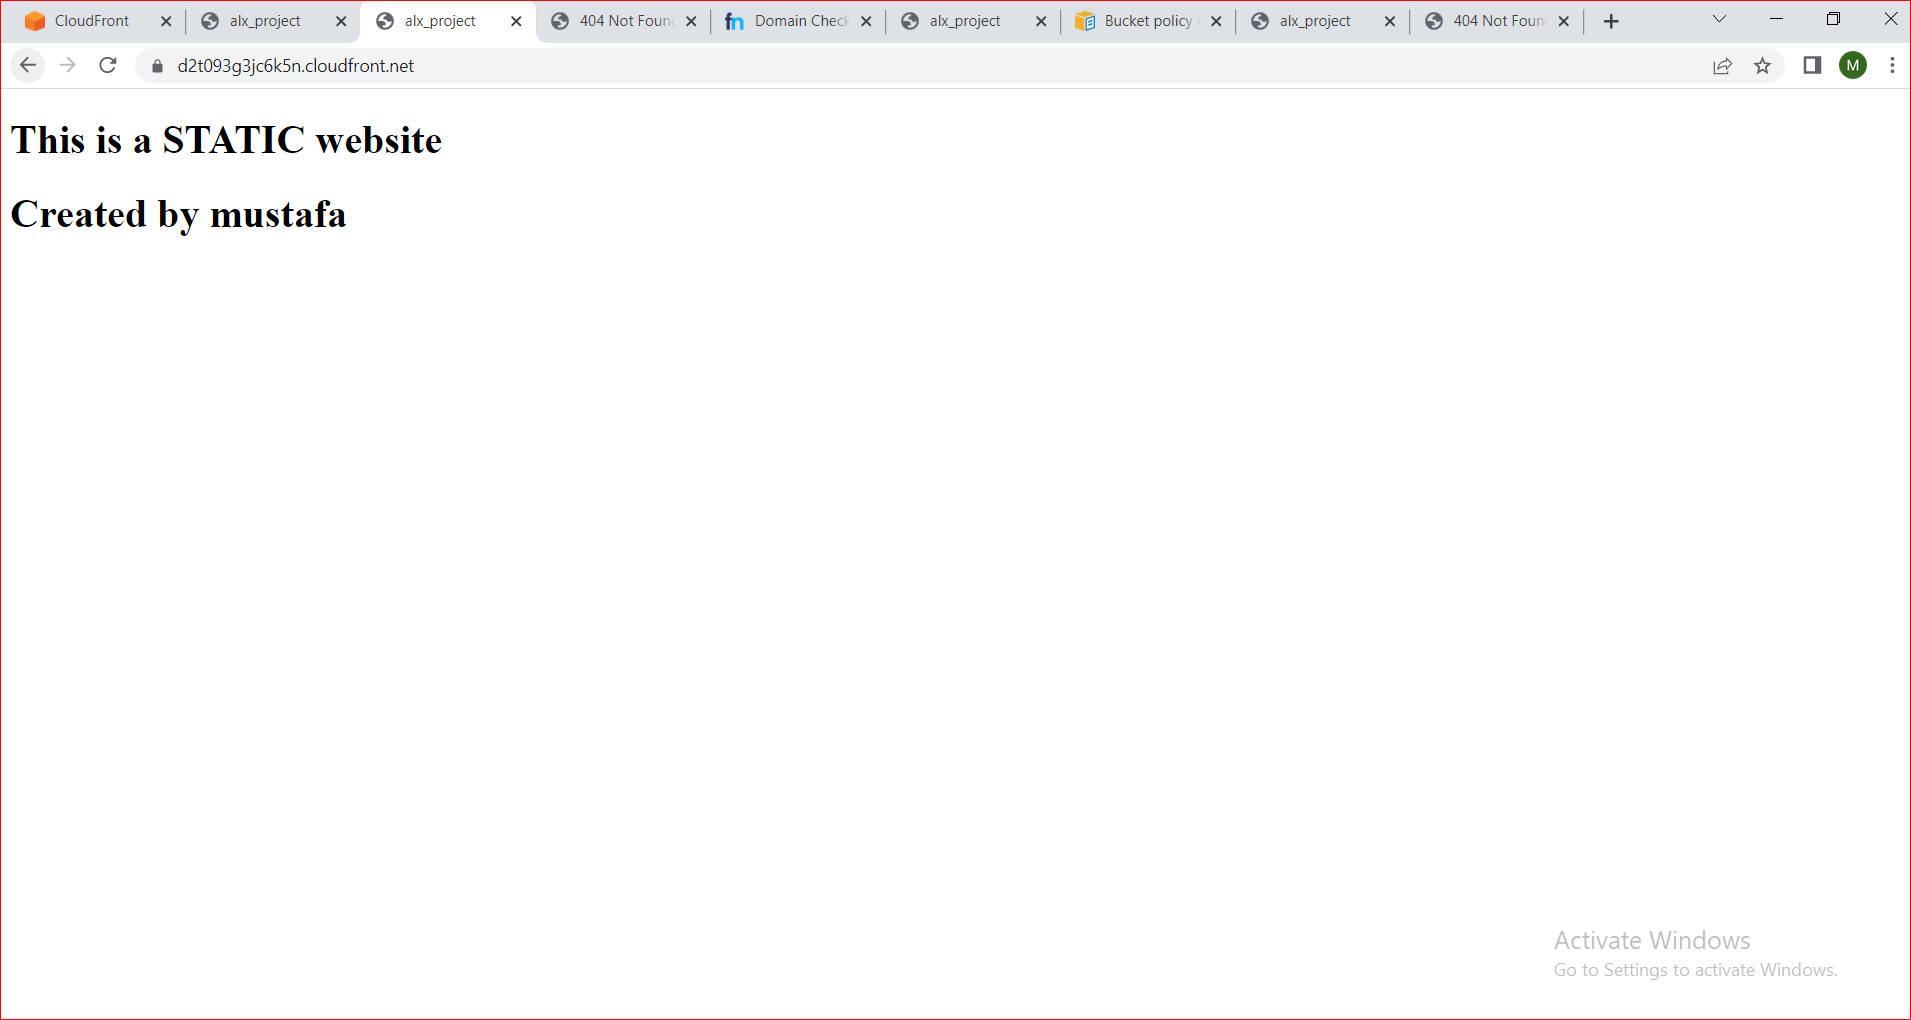 CloudFront
alx_project
alx_project
404 Not Foun
fn
Domain Check
alx_project
Bucket policy
alx_project
404 Not Foun
d2t093g3jc6k5n.cloudfront.net
M
This is a STATIC website
Created by mustafa
Activate Windows
Go to Settings to activate Windows.